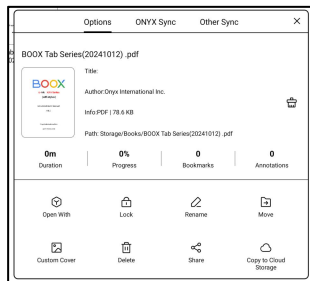 Options ONYX Sync Other Sync
BOOX Tab Series(20241012) .pdf
BOOX
Title:
Author:Onyx International Inc.
Info:PDF | 78.6 KB
Path: Storage/Books/BOOX Tab Series(20241012) .pdf
0m 0% 0 0
Duration Progress Bookmarks Annotations
Open With Lock Rename Move
Custom Cover Delete Share Copy to Cloud
Storage